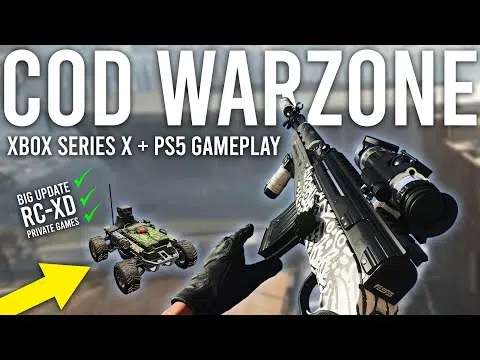 COD WARZONE
XBOX SERIES X + PS5 GAMEPLAY
BIG UPDATE
RC-XD
PRIVATE GAMES